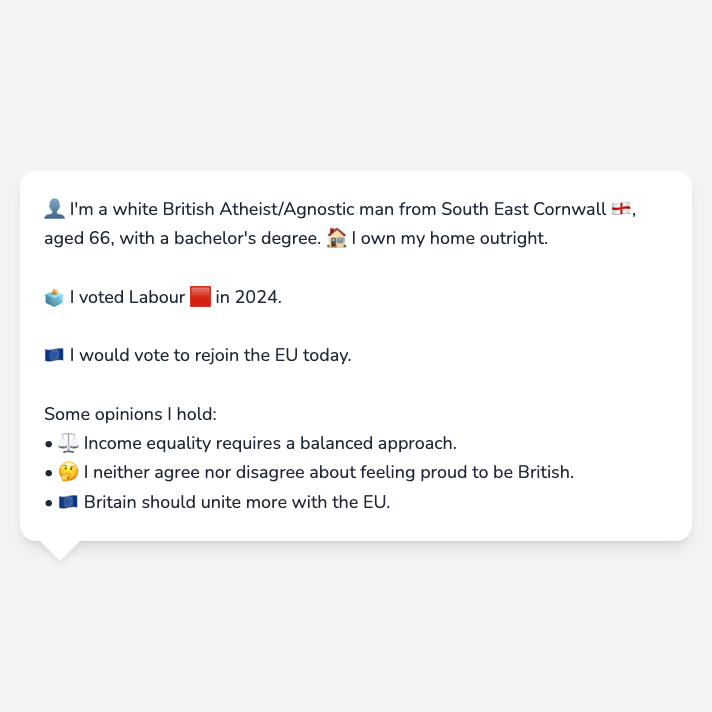 👤 I'm a white British Atheist/Agnostic man from South East Cornwall 🏴󠁧󠁢󠁥󠁮󠁧󠁿,
aged 66, with a bachelor's degree. 🏠 I own my home outright.
🗳️ I voted Labour 🟥 in 2024.
🇪🇺 I would vote to rejoin the EU today.
Some opinions I hold:
• ⚖️ Income equality requires a balanced approach.
• 🤔 I neither agree nor disagree about feeling proud to be British.
• 🇪🇺 Britain should unite more with the EU.